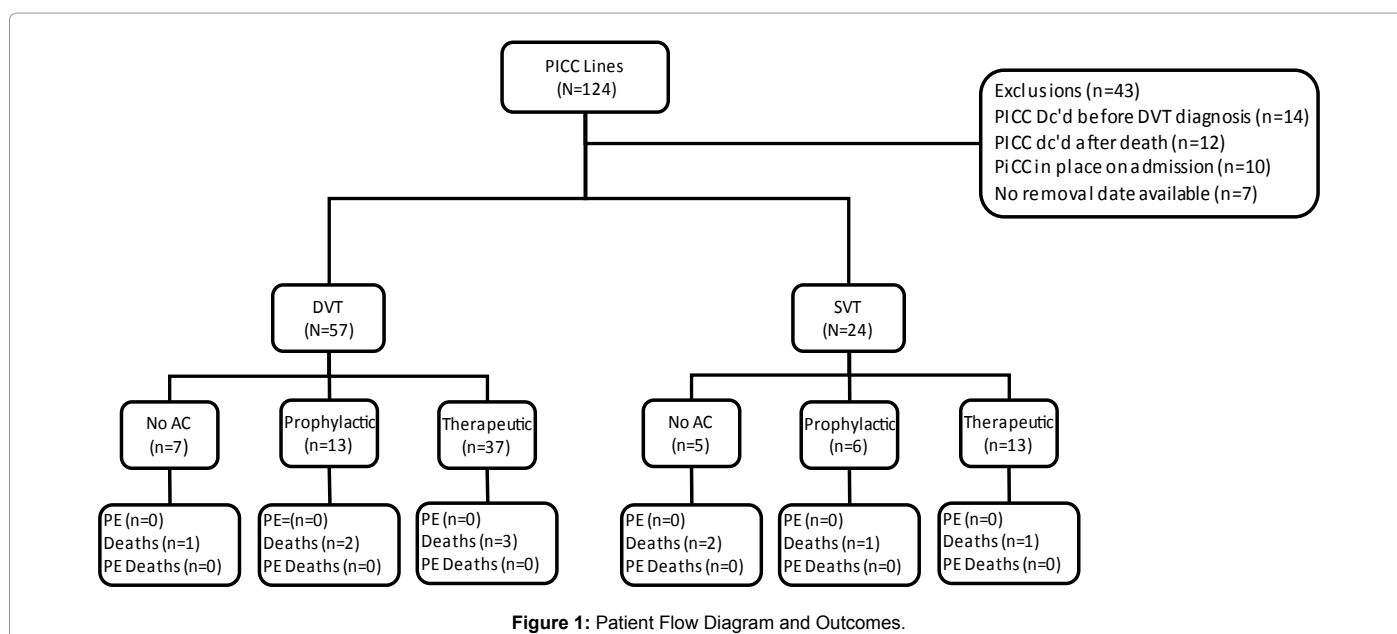 PICC Lines
(N=124)
Exclusions (n=43)
PICC Dc'd before DVT diagnosis (n=14)
PICC dc'd after death (n=12)
PiCC in place on admission (n=10)
No removal date available (n=7)
DVT
(N=57)
SVT
(N=24)
No AC
(n=7)
Prophylactic
(n=13)
Therapeutic
(n=37)
No AC
(n=5)
Prophylactic
(n=6)
Therapeutic
(n=13)
PE (n=0)
Deaths (n=1)
PE Deaths (n=0)
PE=(n=0)
Deaths (n=2)
PE Deaths (n=0)
PE (n=0)
Deaths (n=3)
PE Deaths (n=0)
PE (n=0)
Deaths (n=2)
PE Deaths (n=0)
PE (n=0)
Deaths (n=1)
PE Deaths (n=0)
PE (n=0)
Deaths (n=1)
PE Deaths (n=0)
Figure 1: Patient Flow Diagram and Outcomes.